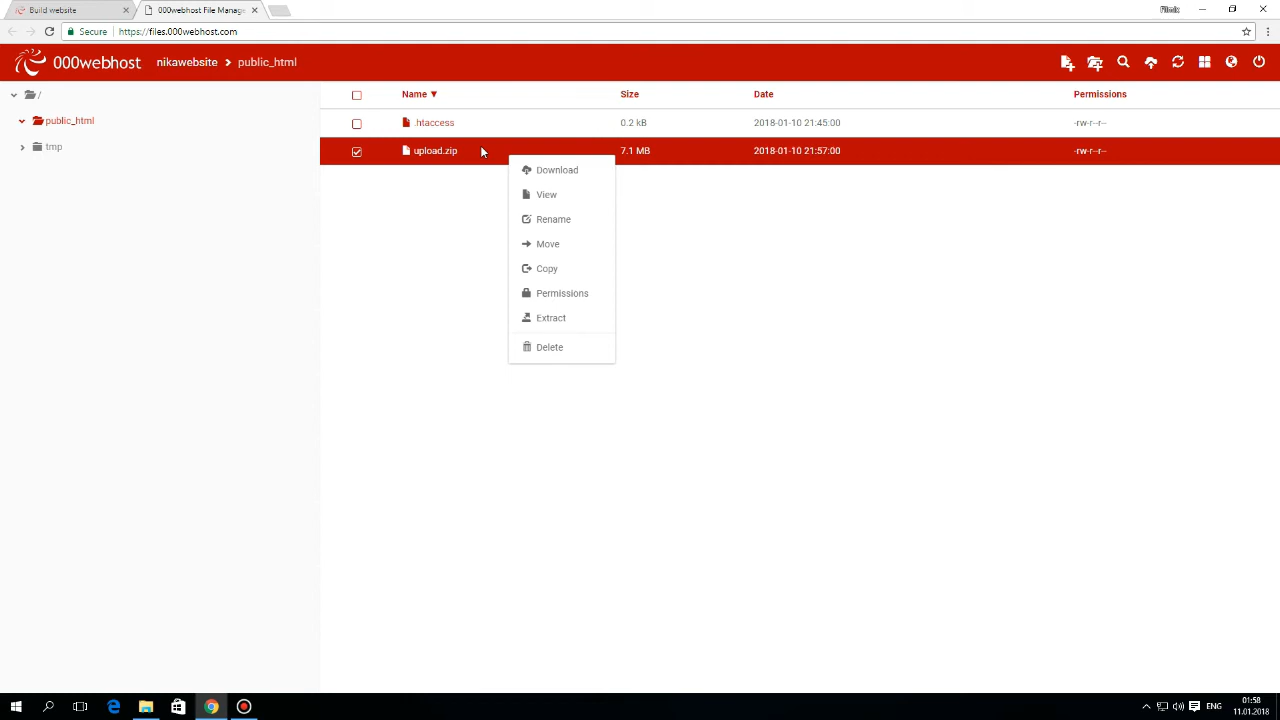 Build website
000webhost File Manag
Filmix
Secure
https://files.000webhost.com
000webhost
nikawebsite
public_html
/
public_html
tmp
Name ▼ Size Date Permissions
.htaccess 0.2 kB 2018-01-10 21:45:00 -rw-r--r--
upload.zip 7.1 MB 2018-01-10 21:57:00 -rw-r--r--
Download
View
Rename
Move
Copy
Permissions
Extract
Delete
ENG
01:58
11.01.2018